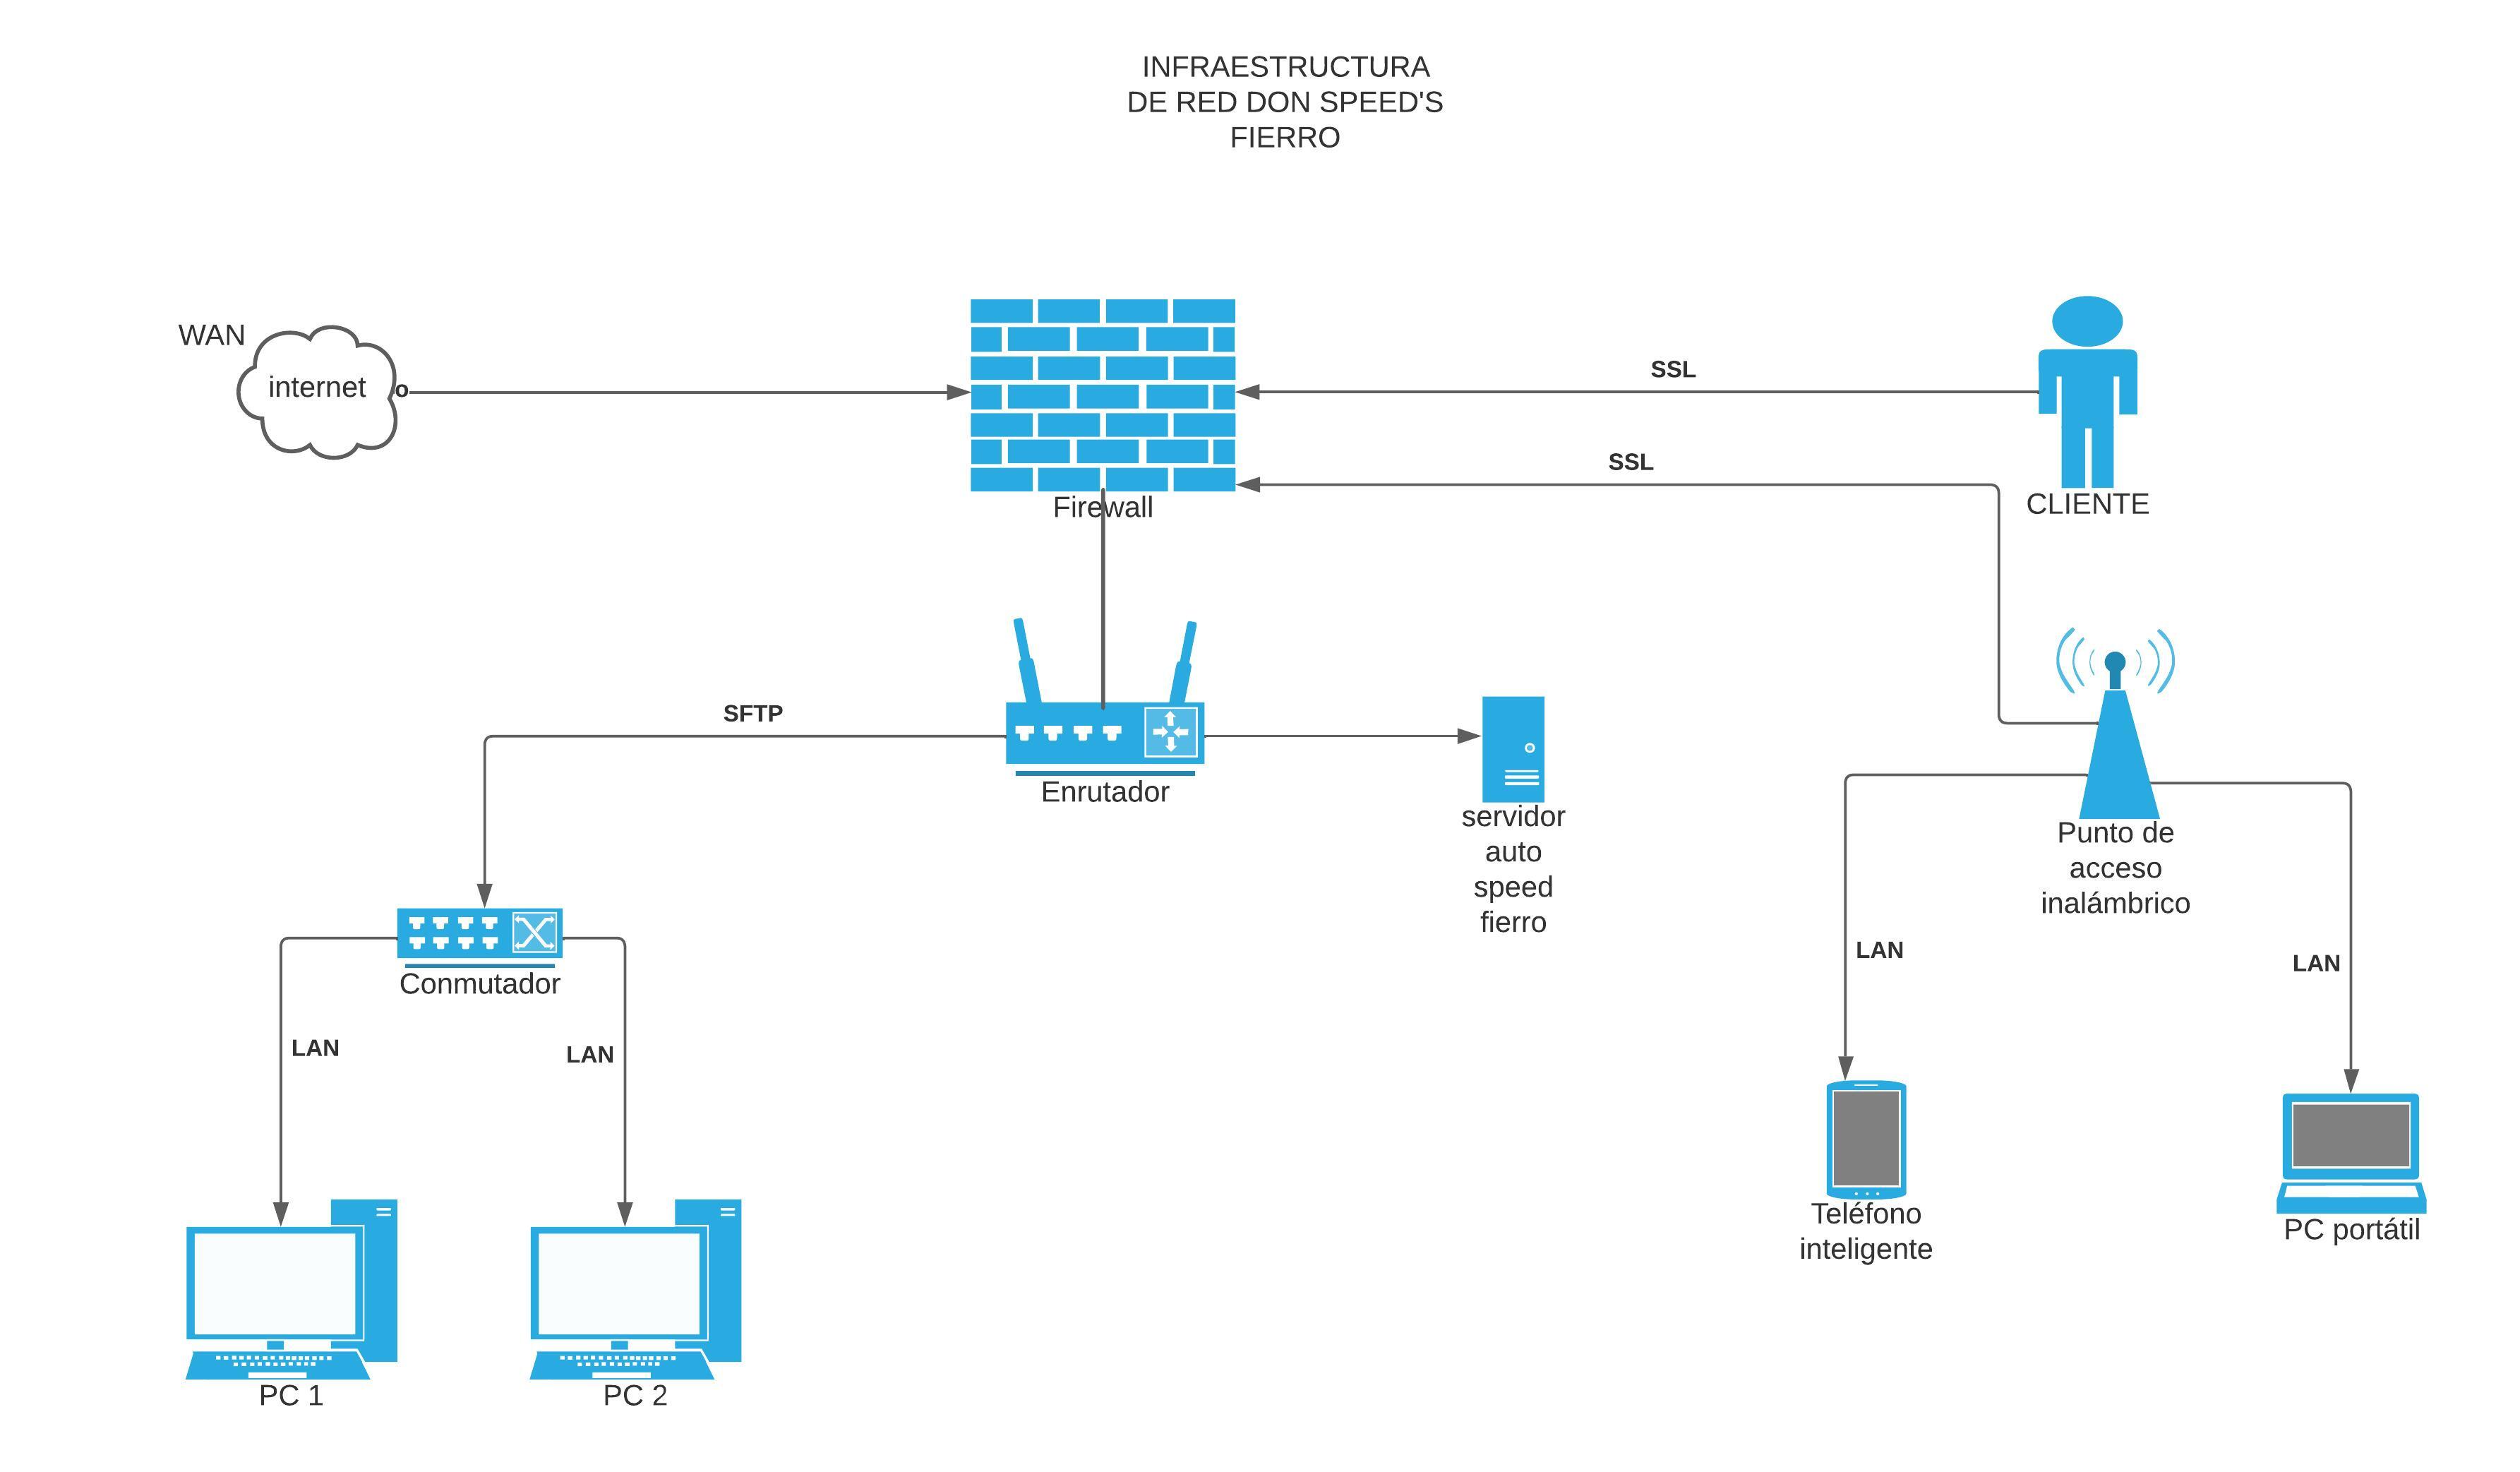 INFRAESTRUCTURA
DE RED DON SPEED'S
FIERRO
WAN
internet
o
SSL
SSL
Firewall
CLIENTE
SFTP
Enrutador
servidor
auto
speed
fierro
Punto de
acceso
inalámbrico
LAN
LAN
Conmutador
LAN
LAN
Teléfono
inteligente
PC portátil
PC 1
PC 2